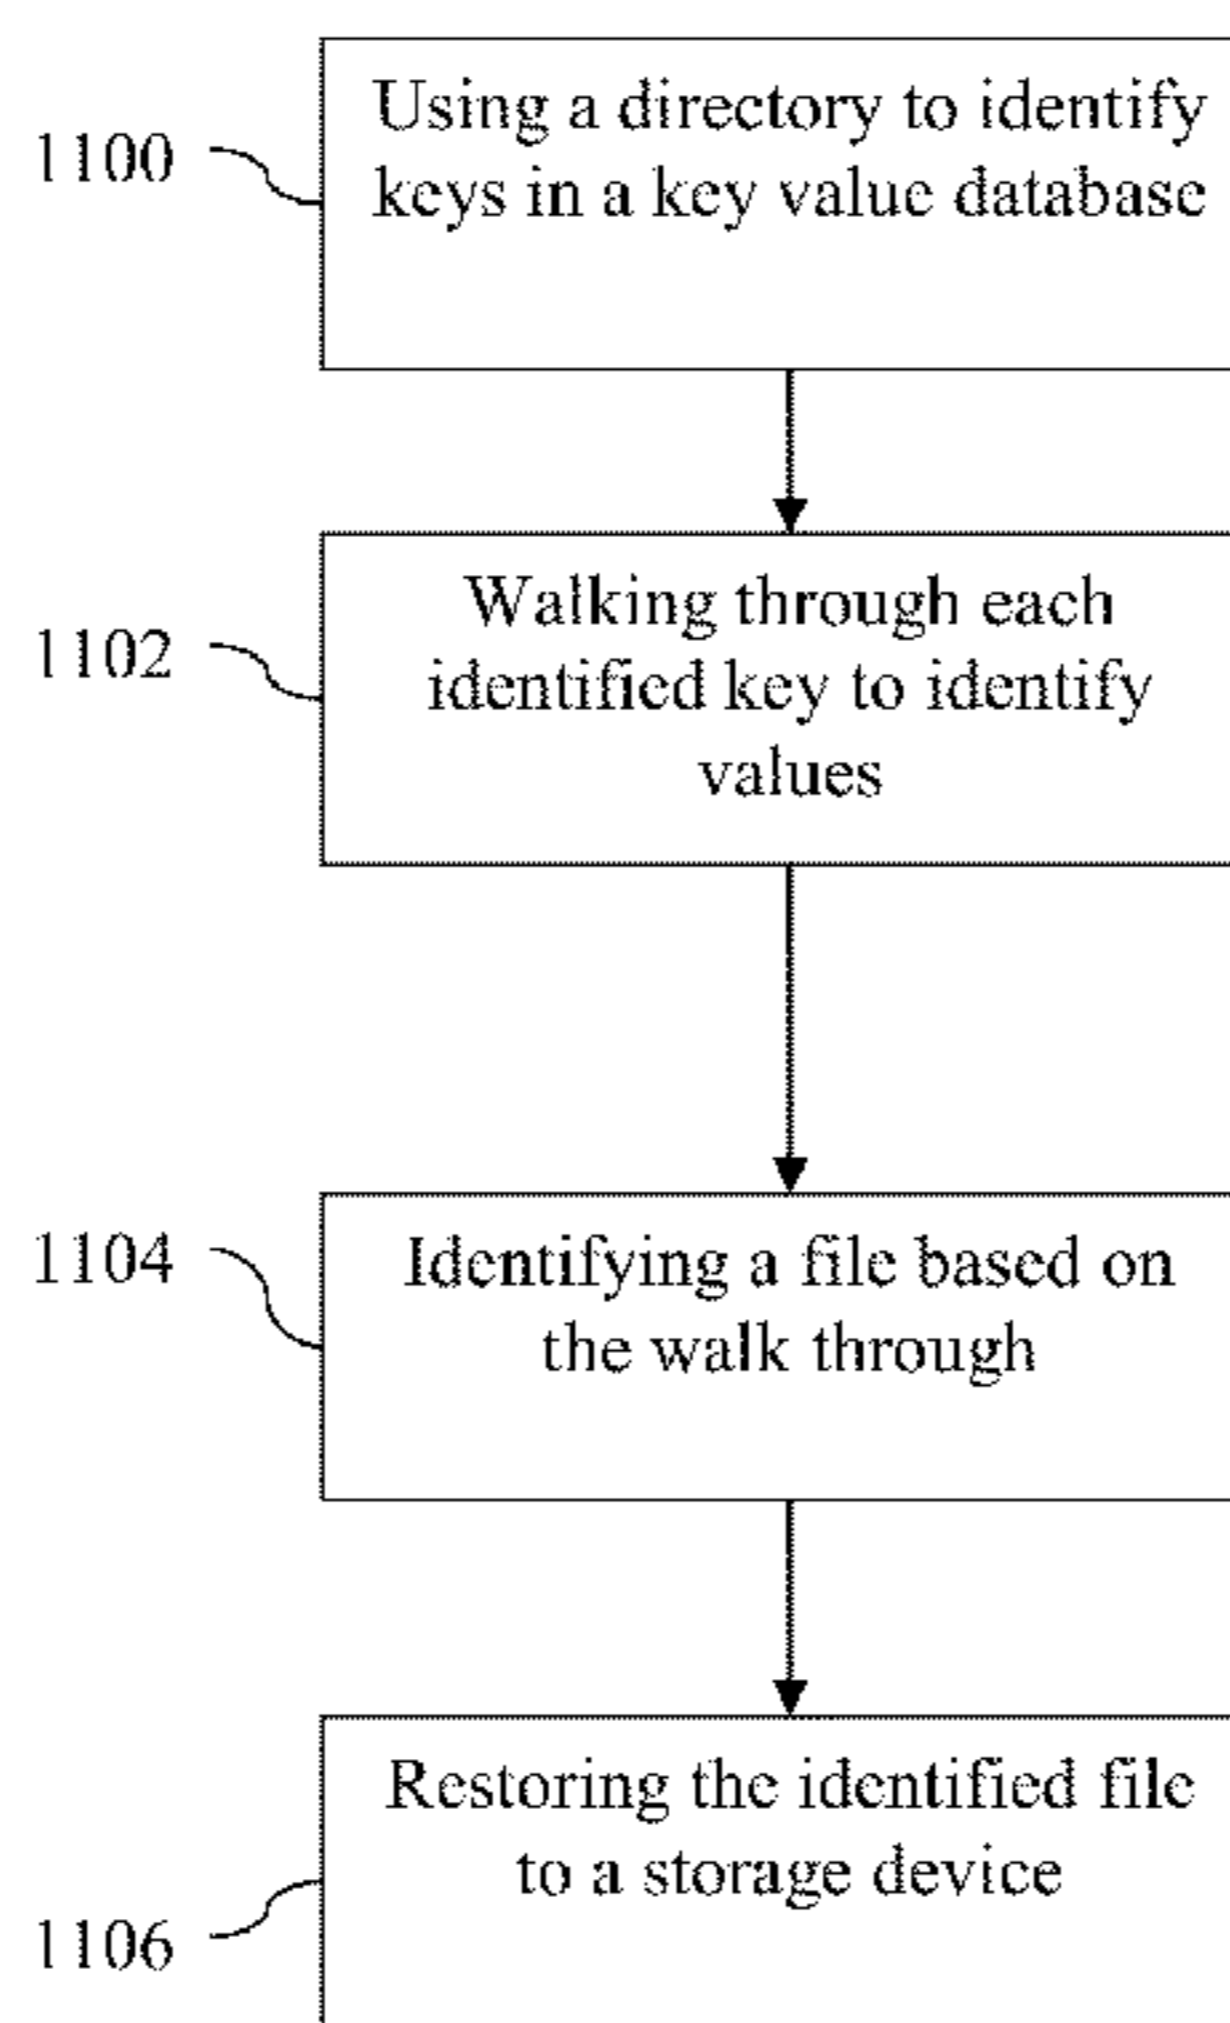 1100
Using a directory to identify
keys in a key value database
1102
Walking through each
identified key to identify
values
1104
Identifying a file based on
the walk through
1106
Restoring the identified file
to a storage device